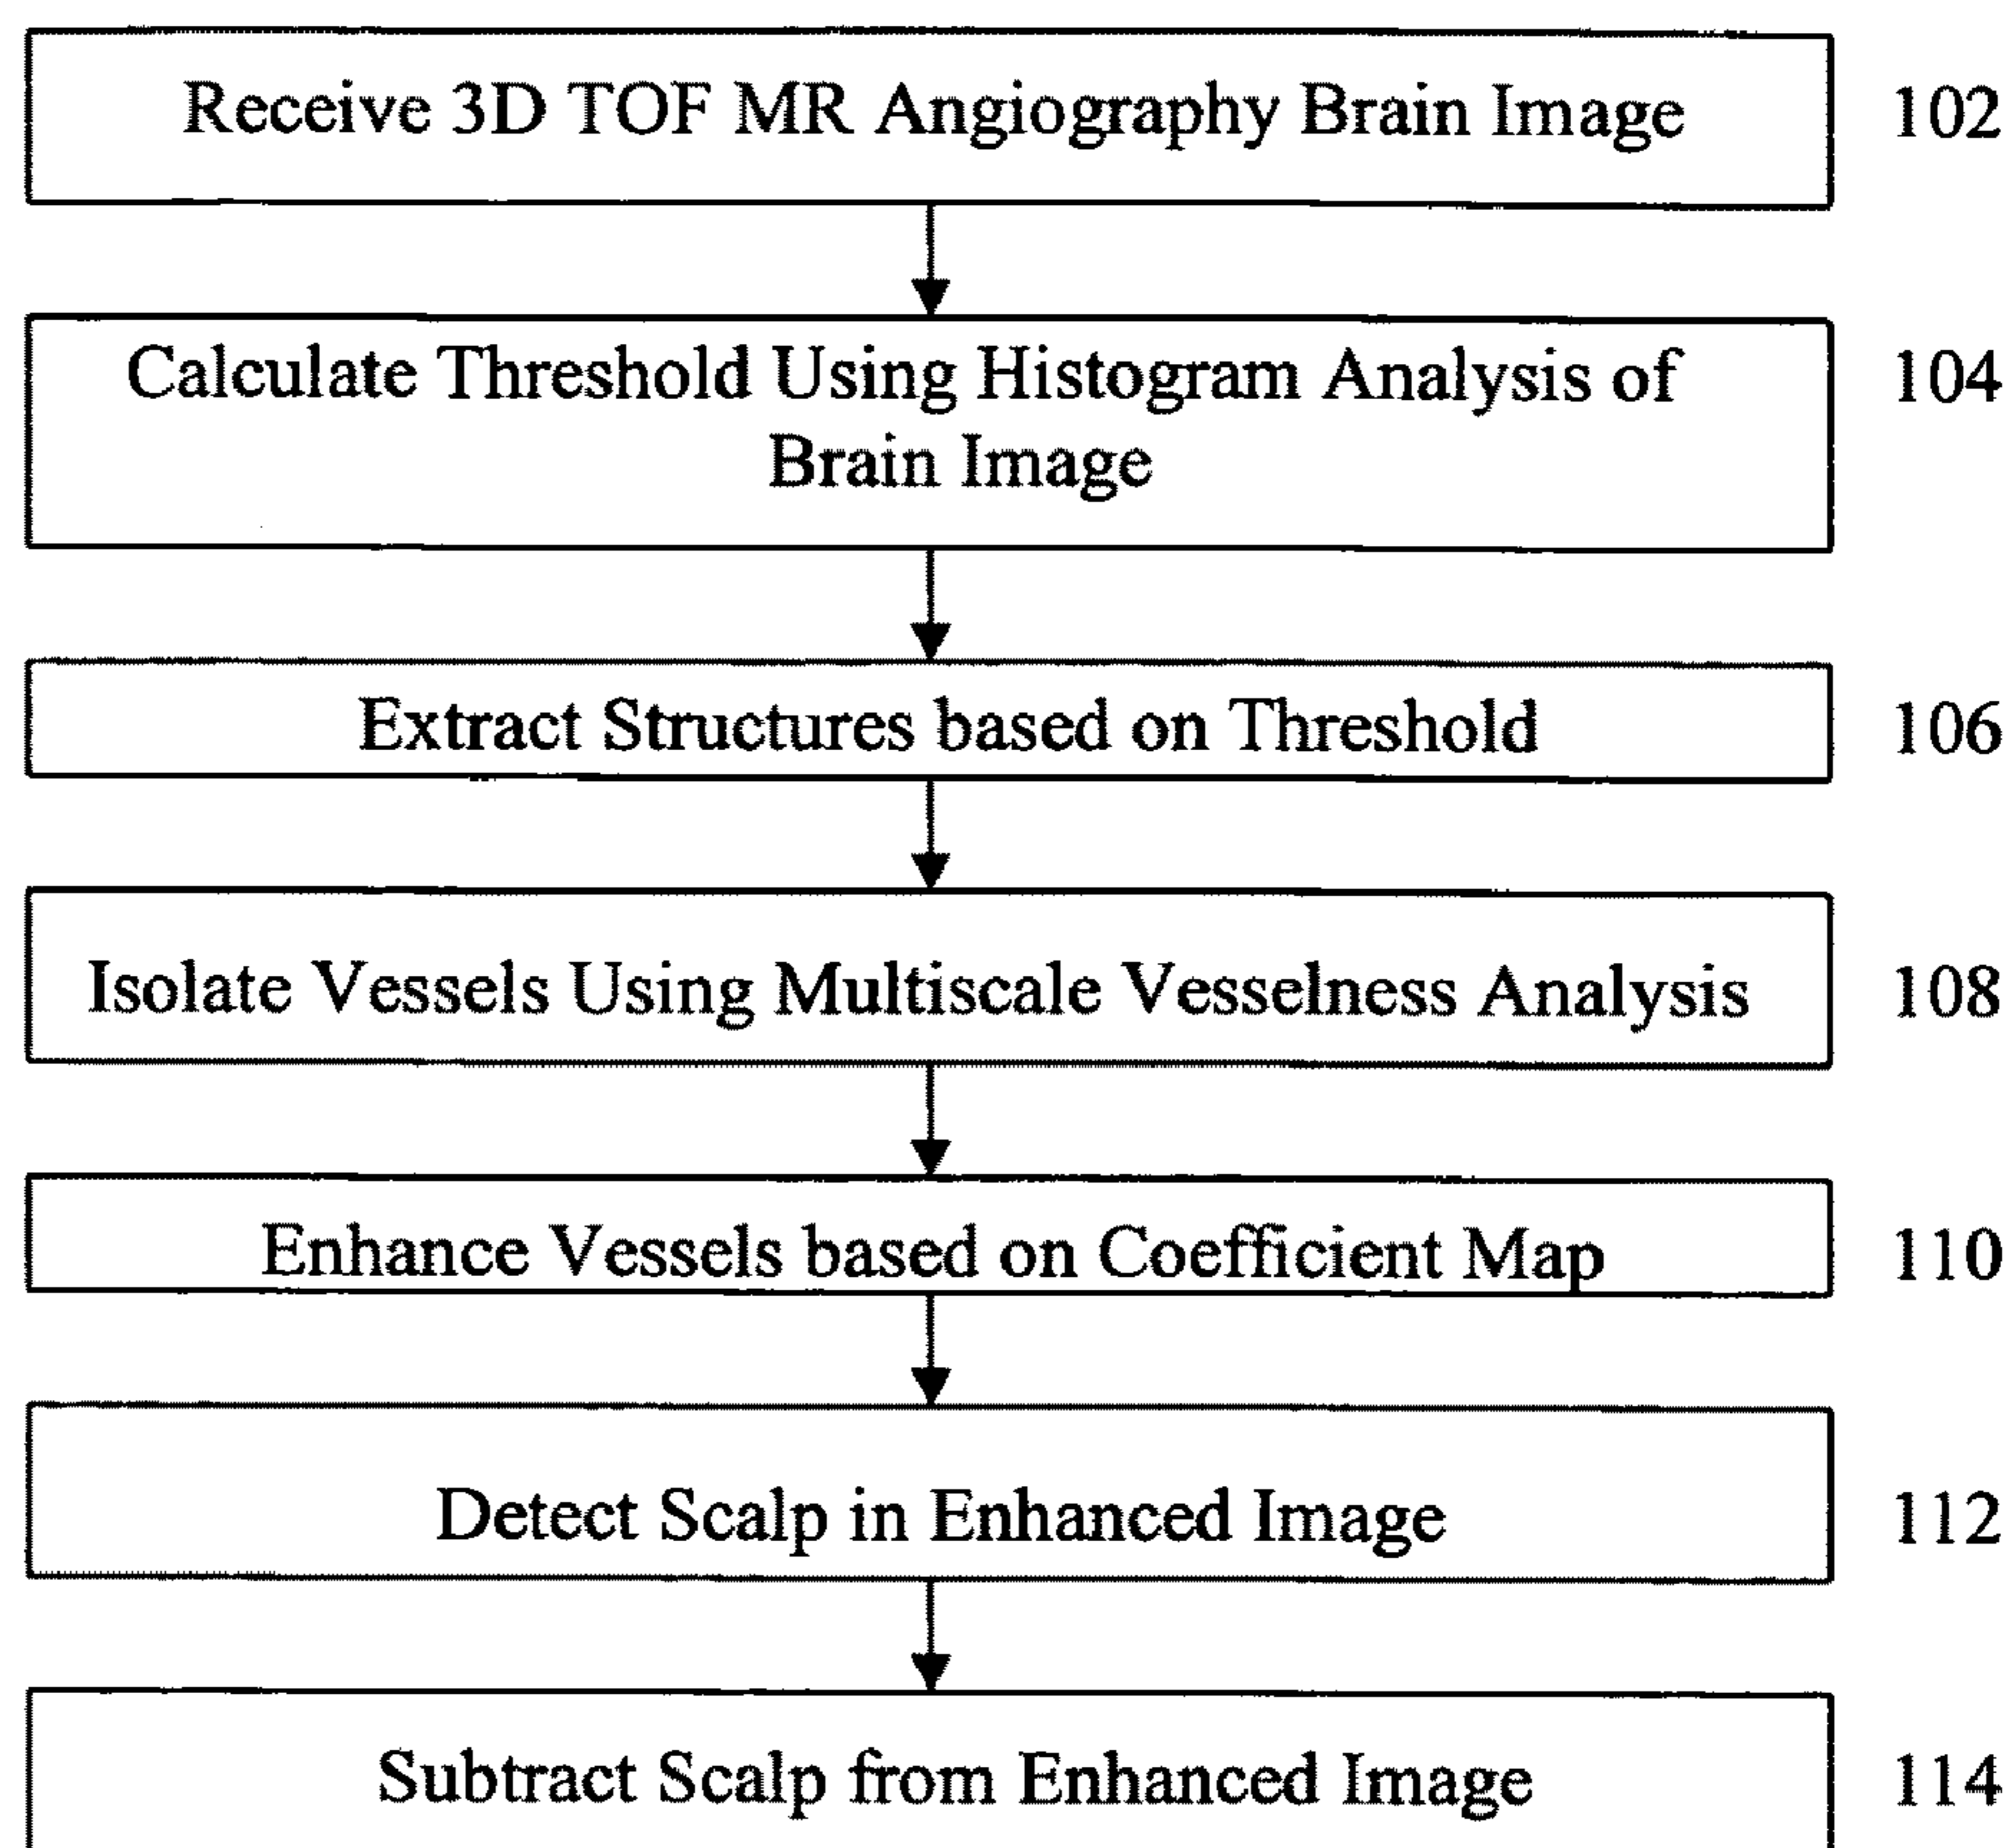 Receive 3D TOF MR Angiography Brain Image 102
Calculate Threshold Using Histogram Analysis of 104
Brain Image
Extract Structures based on Threshold 106
Isolate Vessels Using Multiscale Vesselness Analysis 108
Enhance Vessels based on Coefficient Map 110
Detect Scalp in Enhanced Image 112
Subtract Scalp from Enhanced Image 114